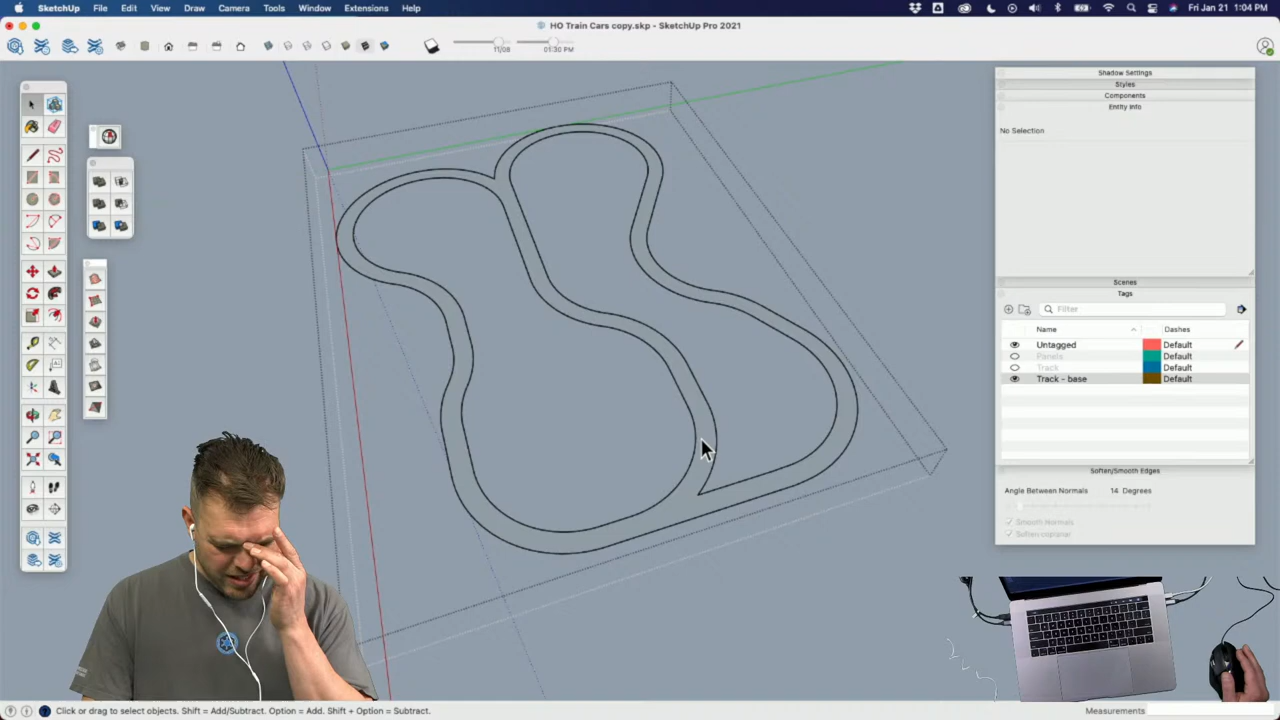 SketchUp File Edit View Draw Camera Tools Window Extensions Help Fri Jan 21 1:04 PM
HO Train Cars copy.skp - SketchUp Pro 2021
11/08 01:30 PM
Shadow Settings
Styles
Components
Entity Info
No Selection
Scenes
Tags
Filter
Name Dashes
Untagged Default
Panels Default
Track Default
Track - base Default
Soften/Smooth Edges
Angle Between Normals 14 Degrees
Smooth Normals
Soften coplanar
Click or drag to select objects. Shift = Add/Subtract. Option = Add. Shift + Option = Subtract. Measurements